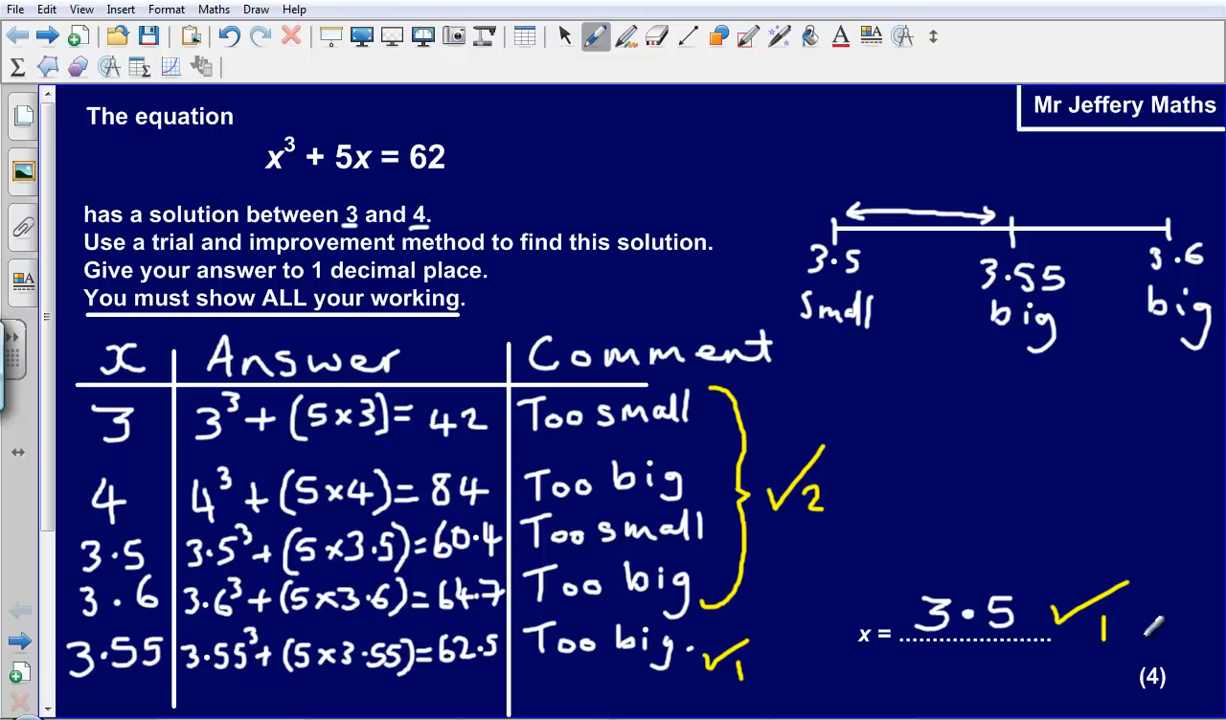 File Edit View Insert Format Maths Draw Help
Mr Jeffery Maths
The equation
x³ + 5x = 62
has a solution between 3 and 4.
Use a trial and improvement method to find this solution.
Give your answer to 1 decimal place.
You must show ALL your working.
3.5 3.55 3.6
small big big
x Answer Comment
3 3³ + (5×3) = 42 Too small
4 4³ + (5×4) = 84 Too big
✓2
3.5 3.5³+(5×3.5)=60.4 Too small
3.6 3.6³+(5×3.6)=64.7 Too big
3.55 3.55³+(5×3.55)=62.5 Too big. ✓1
x = 3.5 ✓1
(4)